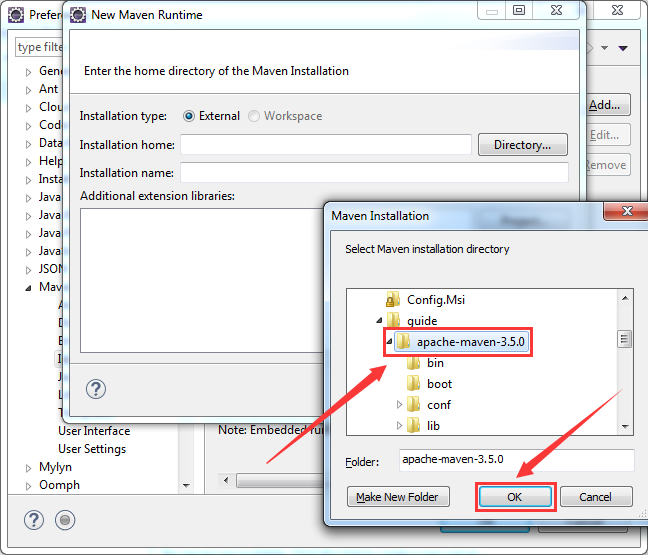 Prefere
New Maven Runtime
type filte
Enter the home directory of the Maven Installation
Gene
Ant
Clou
Cod
Data
Help
Insta
Java
Java
Java
Java
JSON
Mav
User Interface
User Settings
Mylyn
Oomph
Installation type:
External
Workspace
Installation home:
Directory...
Installation name:
Additional extension libraries:
Project...
Add...
Edit...
Remove
Note: Embedded run
Maven Installation
Select Maven installation directory
Config.Msi
guide
apache-maven-3.5.0
bin
boot
conf
lib
Folder:
apache-maven-3.5.0
Make New Folder
OK
Cancel